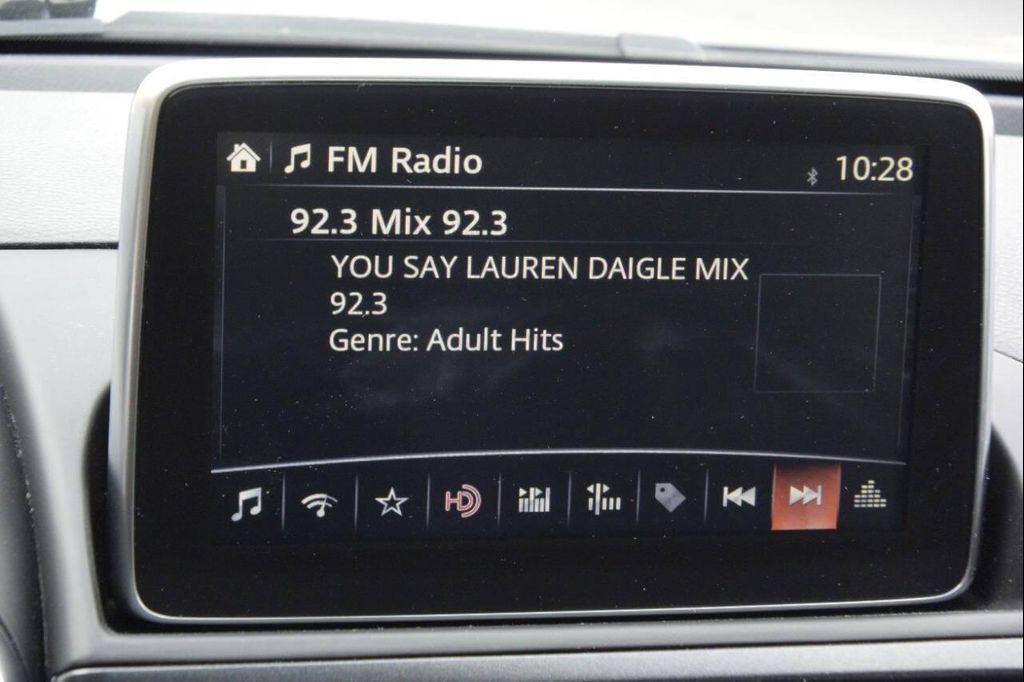 FM Radio
10:28
92.3 Mix 92.3
YOU SAY LAUREN DAIGLE MIX
92.3
Genre: Adult Hits
HD